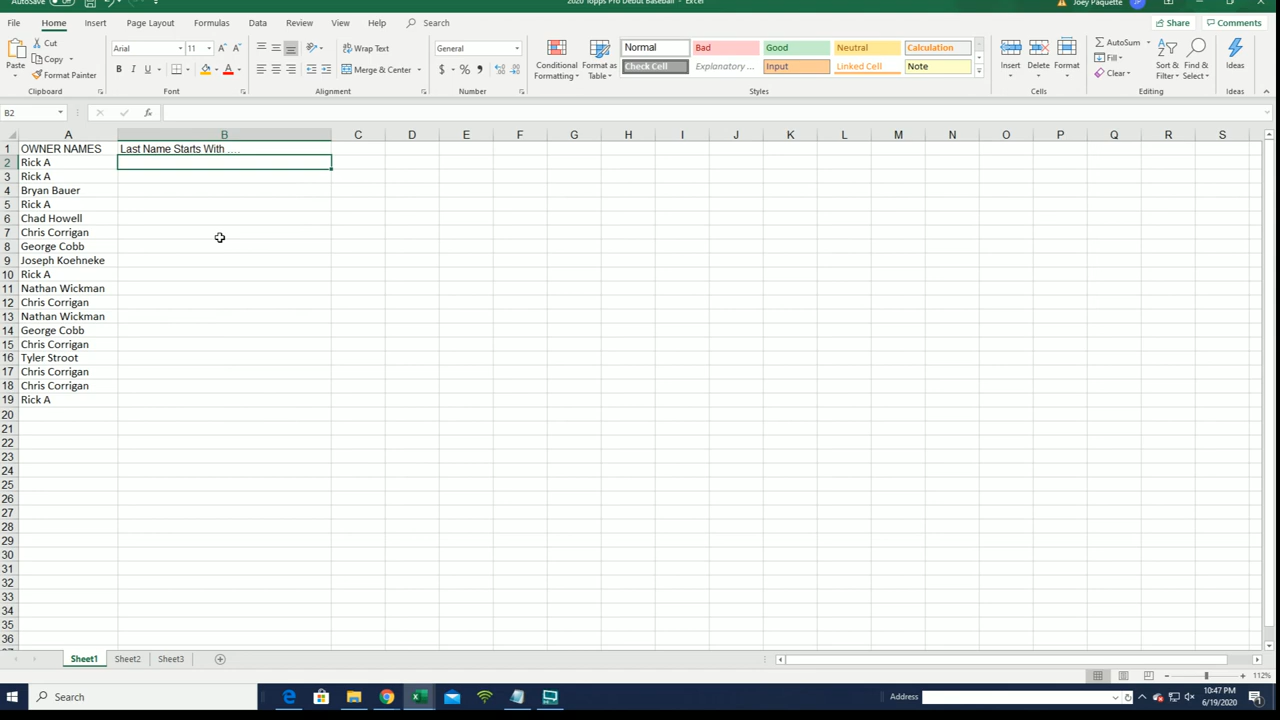 AutoSave Off 2020 Topps Pro Debut Baseball - Excel Joey Paquette JP
File Home Insert Page Layout Formulas Data Review View Help Search Share Comments
Cut
Copy
Format Painter
Paste
Clipboard
Arial 11
B I U A
Font
Wrap Text
Merge & Center
Alignment
General
$ % ,
Number
Conditional Formatting
Format as Table
Normal Bad Good Neutral Calculation
Check Cell Explanatory ... Input Linked Cell Note
Styles
Insert Delete Format
Cells
AutoSum
Fill
Clear
Sort & Filter
Find & Select
Editing
Ideas
Ideas
B2 fx
A B C D E F G H I J K L M N O P Q R S
1 OWNER NAMES Last Name Starts With ....
2 Rick A
3 Rick A
4 Bryan Bauer
5 Rick A
6 Chad Howell
7 Chris Corrigan
8 George Cobb
9 Joseph Koehneke
10 Rick A
11 Nathan Wickman
12 Chris Corrigan
13 Nathan Wickman
14 George Cobb
15 Chris Corrigan
16 Tyler Stroot
17 Chris Corrigan
18 Chris Corrigan
19 Rick A
20
21
22
23
24
25
26
27
28
29
30
31
32
33
34
35
36
Sheet1 Sheet2 Sheet3
112%
Search
Address
10:47 PM
6/19/2020